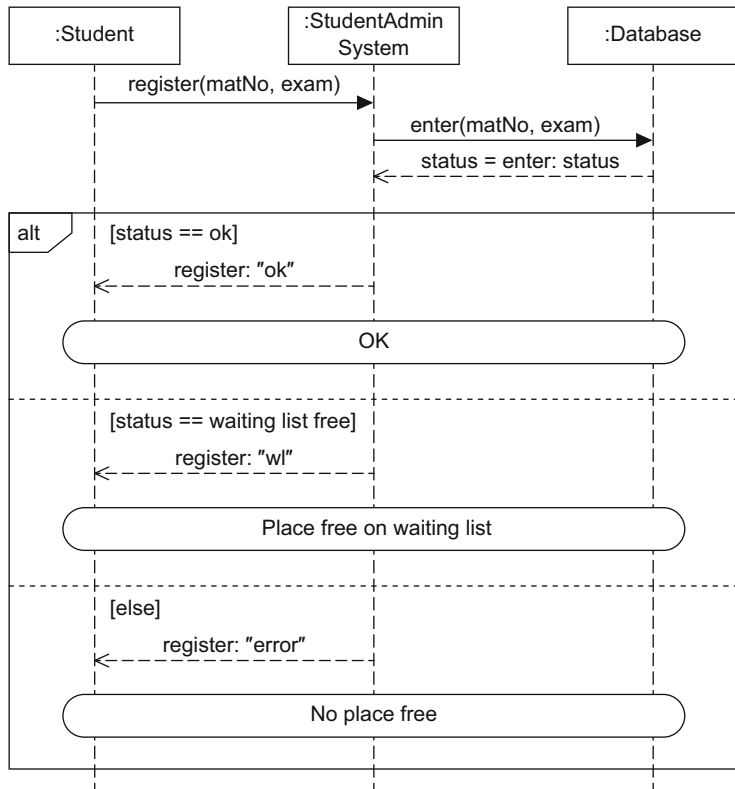 :Student
:StudentAdmin
System
:Database
register(matNo, exam)
enter(matNo, exam)
status = enter: status
alt
[status == ok]
register: "ok"
OK
[status == waiting list free]
register: "wl"
Place free on waiting list
[else]
register: "error"
No place free